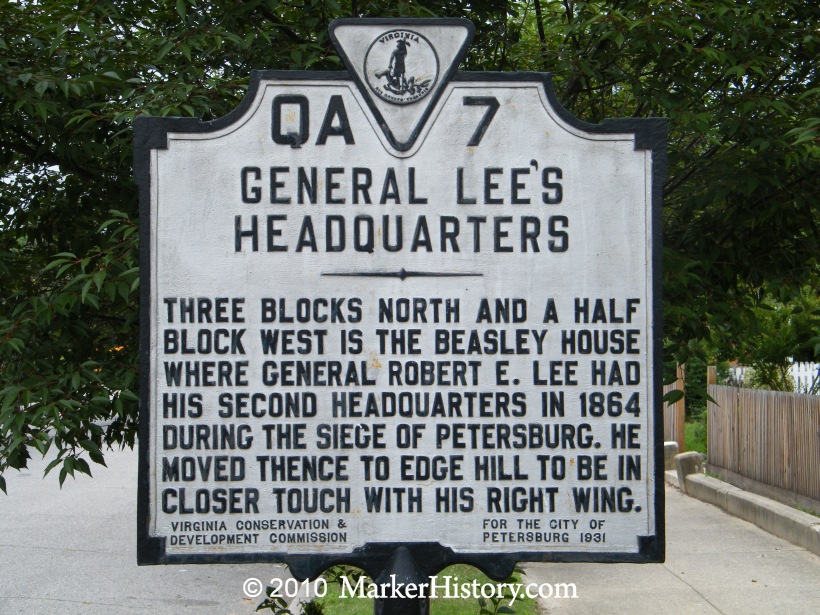 VIRGINIA
QA 7
GENERAL LEE'S
HEADQUARTERS
THREE BLOCKS NORTH AND A HALF
BLOCK WEST IS THE BEASLEY HOUSE
WHERE GENERAL ROBERT E. LEE HAD
HIS SECOND HEADQUARTERS IN 1864
DURING THE SIEGE OF PETERSBURG. HE
MOVED THENCE TO EDGE HILL TO BE IN
CLOSER TOUCH WITH HIS RIGHT WING.
VIRGINIA CONSERVATION & FOR THE CITY OF
DEVELOPMENT COMMISSION PETERSBURG 1931
© 2010 MarkerHistory.com